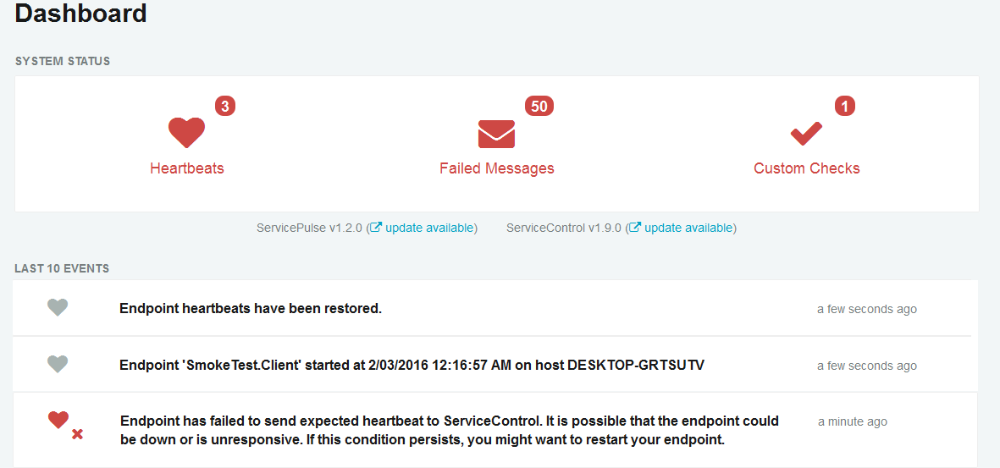 Dashboard
SYSTEM STATUS
3
50
1
Heartbeats
Failed Messages
Custom Checks
ServicePulse v1.2.0 (update available)
ServiceControl v1.9.0 (update available)
LAST 10 EVENTS
Endpoint heartbeats have been restored.
a few seconds ago
Endpoint 'SmokeTest.Client' started at 2/03/2016 12:16:57 AM on host DESKTOP-GRTSUTV
a few seconds ago
Endpoint has failed to send expected heartbeat to ServiceControl. It is possible that the endpoint could
be down or is unresponsive. If this condition persists, you might want to restart your endpoint.
a minute ago